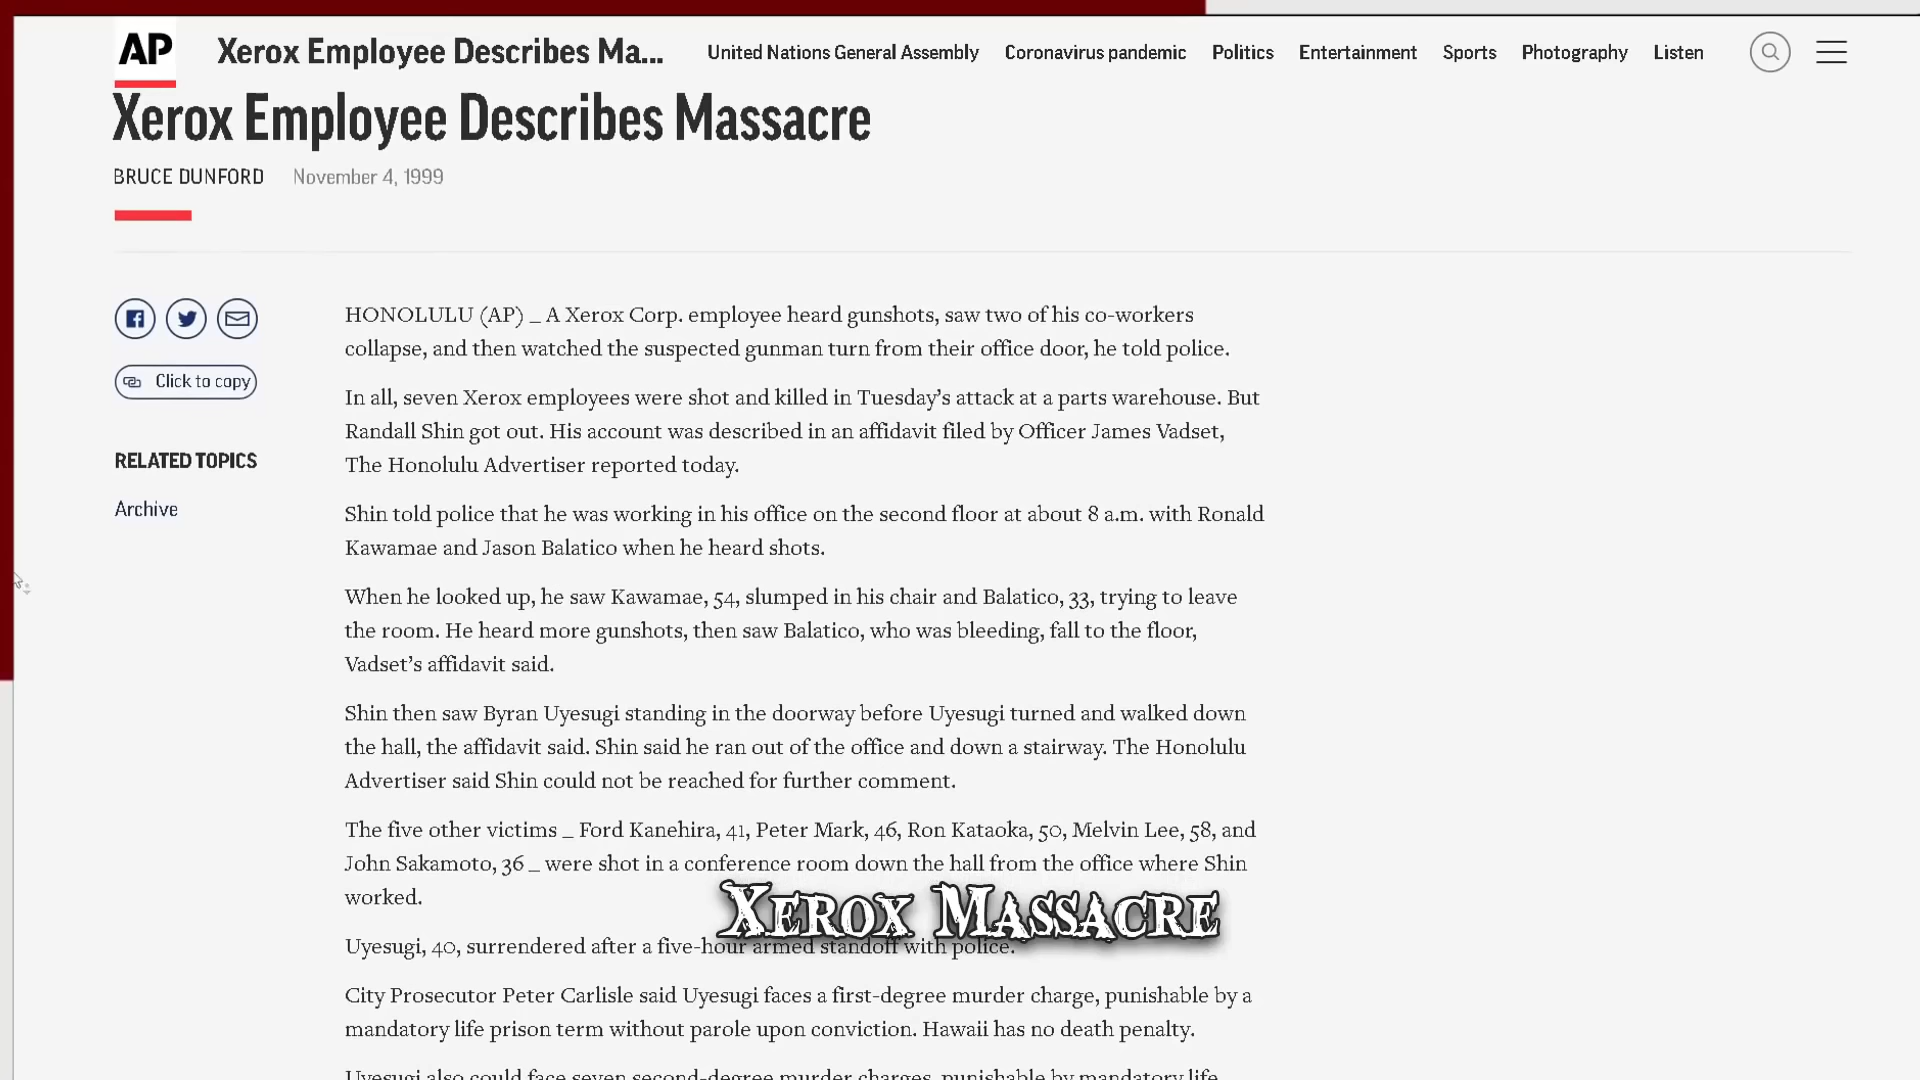 AP
Xerox Employee Describes Ma...
United Nations General Assembly
Coronavirus pandemic
Politics
Entertainment
Sports
Photography
Listen
Xerox Employee Describes Massacre
BRUCE DUNFORD November 4, 1999
Click to copy
RELATED TOPICS
Archive
HONOLULU (AP) _ A Xerox Corp. employee heard gunshots, saw two of his co-workers
collapse, and then watched the suspected gunman turn from their office door, he told police.
In all, seven Xerox employees were shot and killed in Tuesday's attack at a parts warehouse. But
Randall Shin got out. His account was described in an affidavit filed by Officer James Vadset,
The Honolulu Advertiser reported today.
Shin told police that he was working in his office on the second floor at about 8 a.m. with Ronald
Kawamae and Jason Balatico when he heard shots.
When he looked up, he saw Kawamae, 54, slumped in his chair and Balatico, 33, trying to leave
the room. He heard more gunshots, then saw Balatico, who was bleeding, fall to the floor,
Vadset's affidavit said.
Shin then saw Byran Uyesugi standing in the doorway before Uyesugi turned and walked down
the hall, the affidavit said. Shin said he ran out of the office and down a stairway. The Honolulu
Advertiser said Shin could not be reached for further comment.
The five other victims _ Ford Kanehira, 41, Peter Mark, 46, Ron Kataoka, 50, Melvin Lee, 58, and
John Sakamoto, 36 _ were shot in a conference room down the hall from the office where Shin
worked.
Xerox Massacre
Uyesugi, 40, surrendered after a five-hour armed standoff with police.
City Prosecutor Peter Carlisle said Uyesugi faces a first-degree murder charge, punishable by a
mandatory life prison term without parole upon conviction. Hawaii has no death penalty.
Uyesugi also could face seven second-degree murder charges, punishable by mandatory life